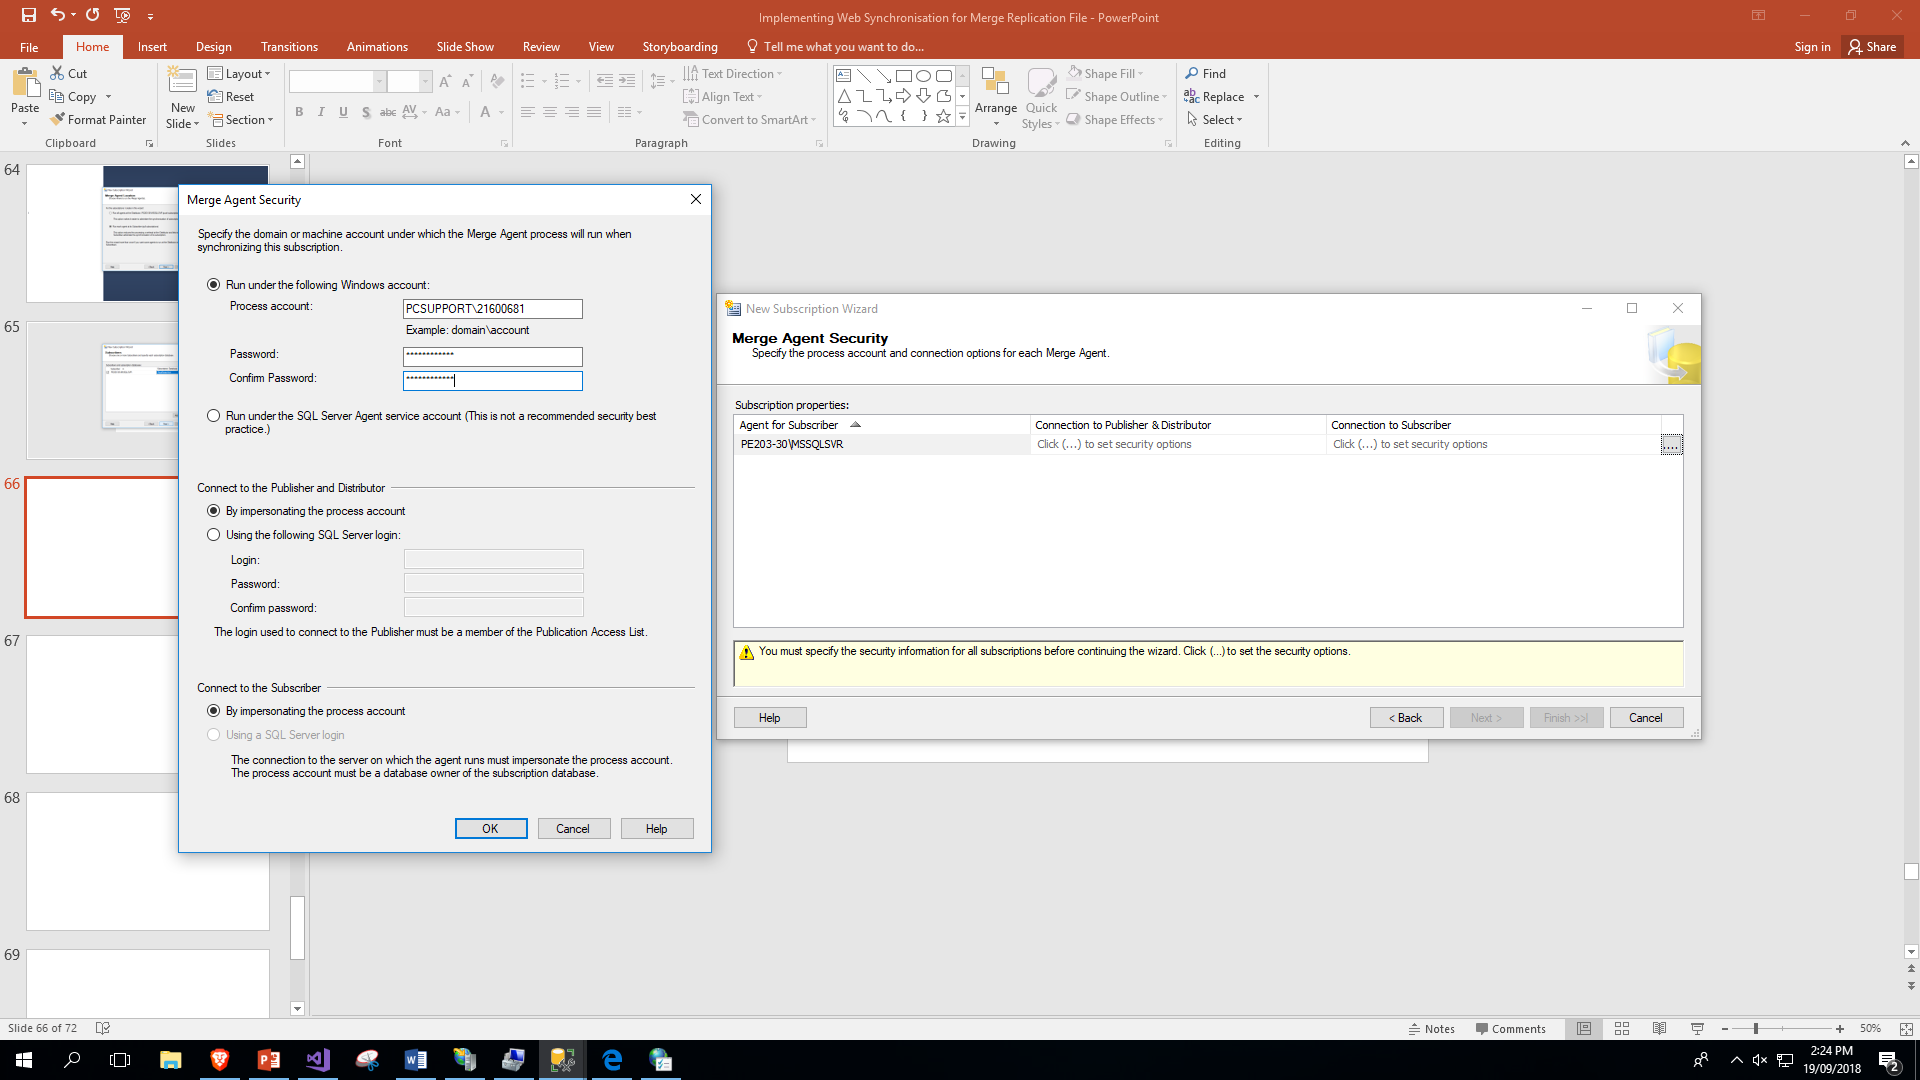 Implementing Web Synchronisation for Merge Replication File - PowerPoint
File Home Insert Design Transitions Animations Slide Show Review View Storyboarding Tell me what you want to do... Sign in Share
Paste
Cut
Copy
Format Painter
Clipboard
New Slide
Layout
Reset
Section
Slides
B I U S abc AV Aa A
Font
Text Direction
Align Text
Convert to SmartArt
Paragraph
Arrange
Quick Styles
Shape Fill
Shape Outline
Shape Effects
Drawing
Find
Replace
Select
Editing
64
65
66
67
68
69
Merge Agent Security
Specify the domain or machine account under which the Merge Agent process will run when
synchronizing this subscription.
Run under the following Windows account:
Process account: PCSUPPORT\21600681
Example: domain\account
Password: ************
Confirm Password: ************
Run under the SQL Server Agent service account (This is not a recommended security best
practice.)
Connect to the Publisher and Distributor
By impersonating the process account
Using the following SQL Server login:
Login:
Password:
Confirm password:
The login used to connect to the Publisher must be a member of the Publication Access List.
Connect to the Subscriber
By impersonating the process account
Using a SQL Server login
The connection to the server on which the agent runs must impersonate the process account.
The process account must be a database owner of the subscription database.
OK Cancel Help
New Subscription Wizard
Merge Agent Security
Specify the process account and connection options for each Merge Agent.
Subscription properties:
Agent for Subscriber Connection to Publisher & Distributor Connection to Subscriber
PE203-30\MSSQLSVR Click (...) to set security options Click (...) to set security options ....
You must specify the security information for all subscriptions before continuing the wizard. Click (...) to set the security options.
Help < Back Next > Finish >>| Cancel
Slide 66 of 72 Notes Comments 50%
2:24 PM
19/09/2018
2